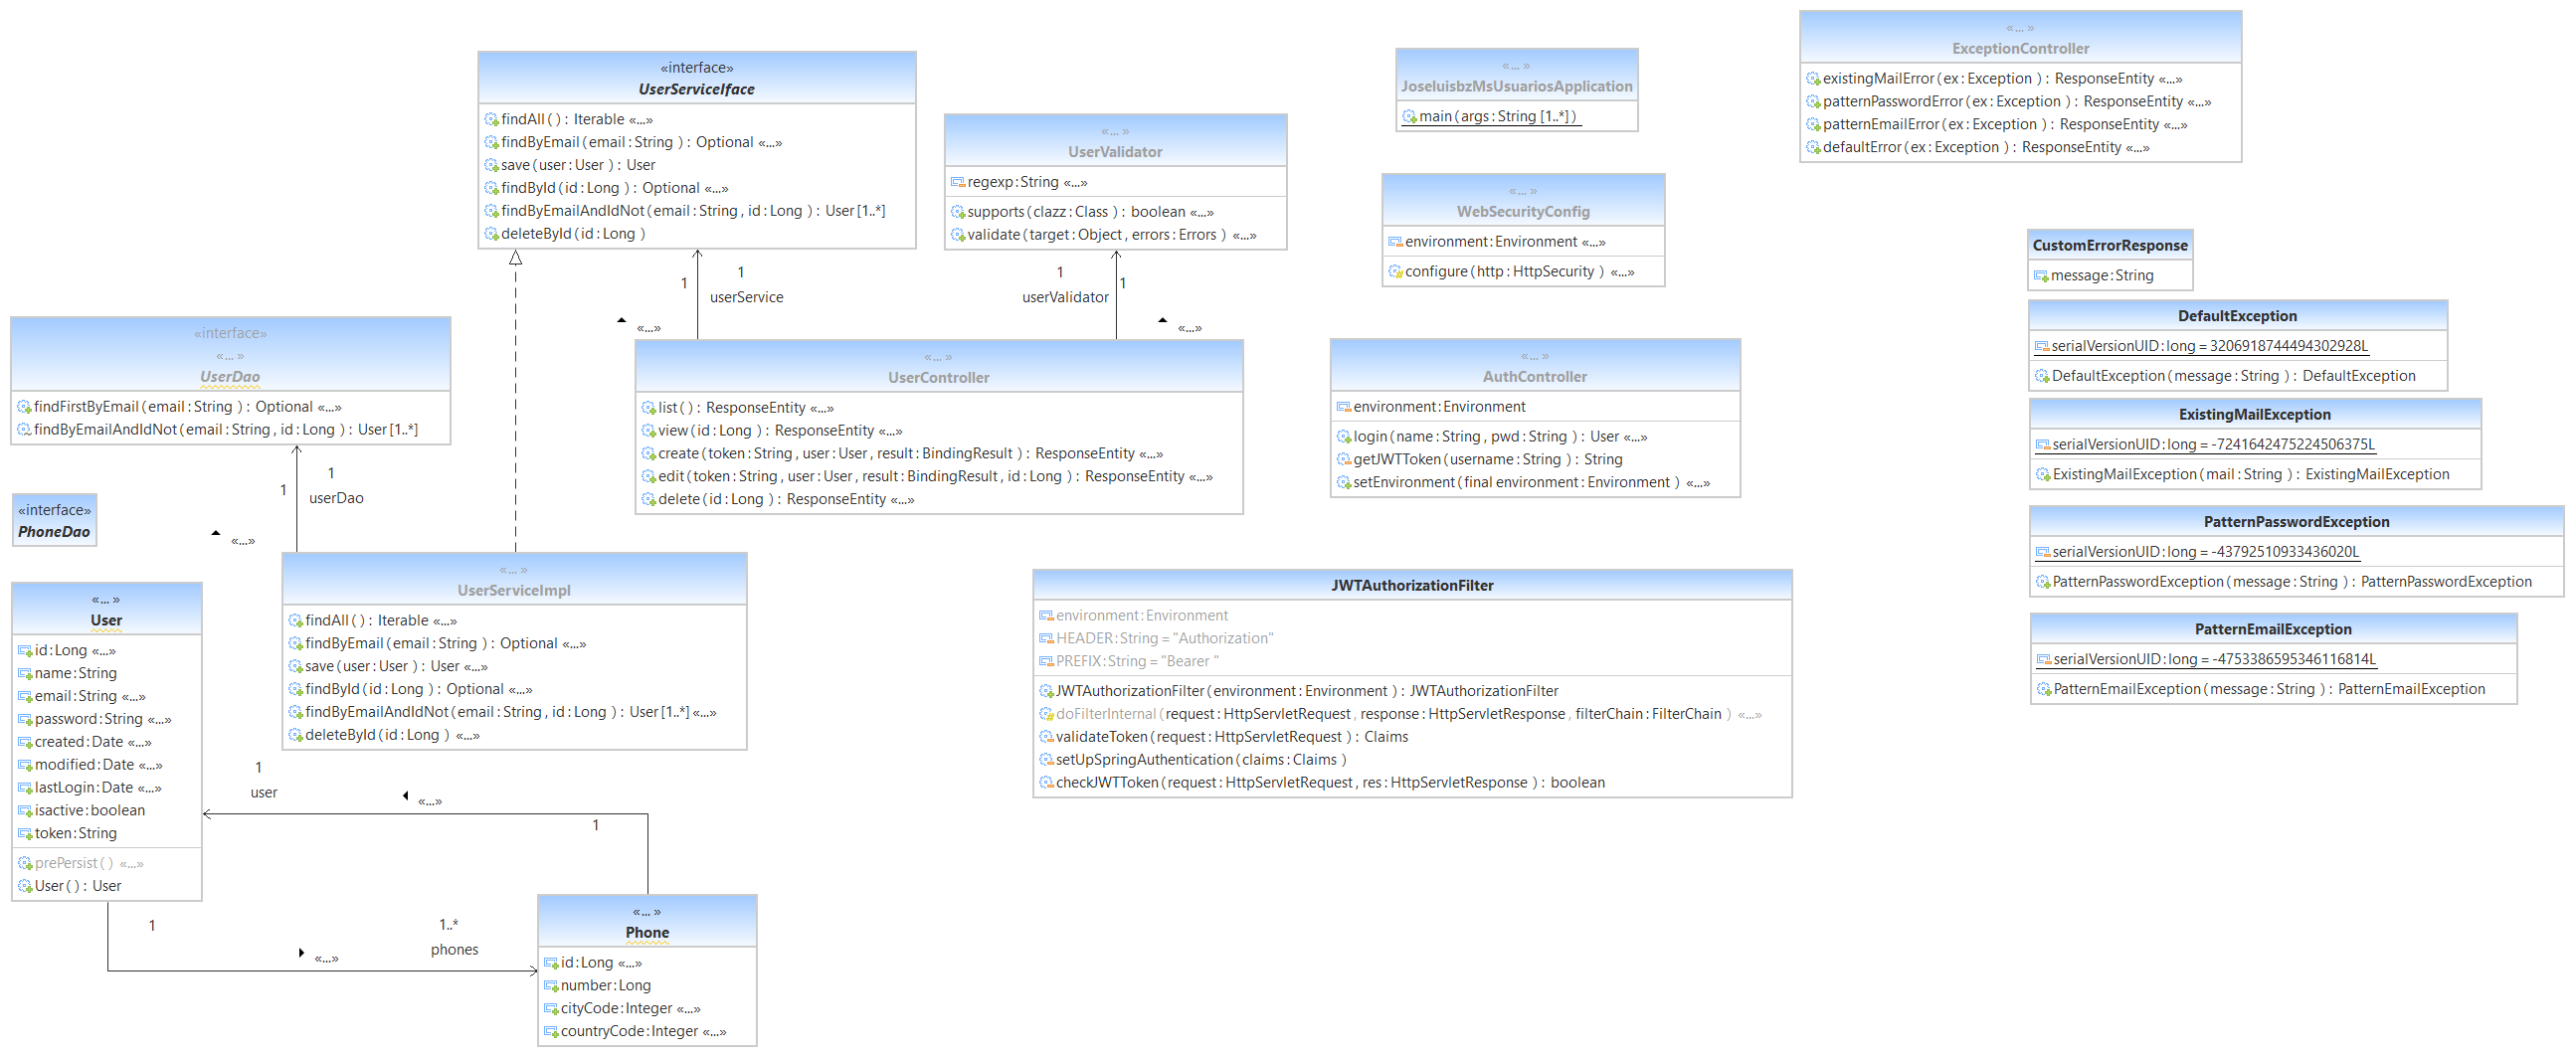 «interface»
UserServiceIface
findAll ( ) : Iterable «...»
findByEmail ( email : String ) : Optional «...»
save ( user : User ) : User
findById ( id : Long ) : Optional «...»
findByEmailAndIdNot ( email : String , id : Long ) : User [1..*]
deleteById ( id : Long )
«... »
UserValidator
regexp : String «...»
supports ( clazz : Class ) : boolean «...»
validate ( target : Object , errors : Errors ) «...»
«... »
JoseluisbzMsUsuariosApplication
main ( args : String [1..*] )
«... »
WebSecurityConfig
environment : Environment «...»
configure ( http : HttpSecurity ) «...»
«... »
ExceptionController
existingMailError ( ex : Exception ) : ResponseEntity «...»
patternPasswordError ( ex : Exception ) : ResponseEntity «...»
patternEmailError ( ex : Exception ) : ResponseEntity «...»
defaultError ( ex : Exception ) : ResponseEntity «...»
CustomErrorResponse
message : String
1
1
userService
«...»
1
1
userValidator
«...»
«interface»
«... »
UserDao
findFirstByEmail ( email : String ) : Optional «...»
findByEmailAndIdNot ( email : String , id : Long ) : User [1..*]
«... »
UserController
list ( ) : ResponseEntity «...»
view ( id : Long ) : ResponseEntity «...»
create ( token : String , user : User , result : BindingResult ) : ResponseEntity «...»
edit ( token : String , user : User , result : BindingResult , id : Long ) : ResponseEntity «...»
delete ( id : Long ) : ResponseEntity «...»
«... »
AuthController
environment : Environment
login ( name : String , pwd : String ) : User «...»
getJWTToken ( username : String ) : String
setEnvironment ( final environment : Environment ) «...»
DefaultException
serialVersionUID : long = 3206918744494302928L
DefaultException ( message : String ) : DefaultException
ExistingMailException
serialVersionUID : long = -7241642475224506375L
ExistingMailException ( mail : String ) : ExistingMailException
PatternPasswordException
serialVersionUID : long = -43792510933436020L
PatternPasswordException ( message : String ) : PatternPasswordException
PatternEmailException
serialVersionUID : long = -4753386595346116814L
PatternEmailException ( message : String ) : PatternEmailException
1
1
userDao
«...»
«interface»
PhoneDao
«... »
UserServiceImpl
findAll ( ) : Iterable «...»
findByEmail ( email : String ) : Optional «...»
save ( user : User ) : User «...»
findById ( id : Long ) : Optional «...»
findByEmailAndIdNot ( email : String , id : Long ) : User [1..*] «...»
deleteById ( id : Long ) «...»
JWTAuthorizationFilter
environment : Environment
HEADER : String = "Authorization"
PREFIX : String = "Bearer "
JWTAuthorizationFilter ( environment : Environment ) : JWTAuthorizationFilter
doFilterInternal ( request : HttpServletRequest , response : HttpServletResponse , filterChain : FilterChain ) «...»
validateToken ( request : HttpServletRequest ) : Claims
setUpSpringAuthentication ( claims : Claims )
checkJWTToken ( request : HttpServletRequest , res : HttpServletResponse ) : boolean
«... »
User
id : Long «...»
name : String
email : String «...»
password : String «...»
created : Date «...»
modified : Date «...»
lastLogin : Date «...»
isactive : boolean
token : String
prePersist ( ) «...»
User ( ) : User
1
user
«...»
1
1
«...»
1..*
phones
«... »
Phone
id : Long «...»
number : Long
cityCode : Integer «...»
countryCode : Integer «...»